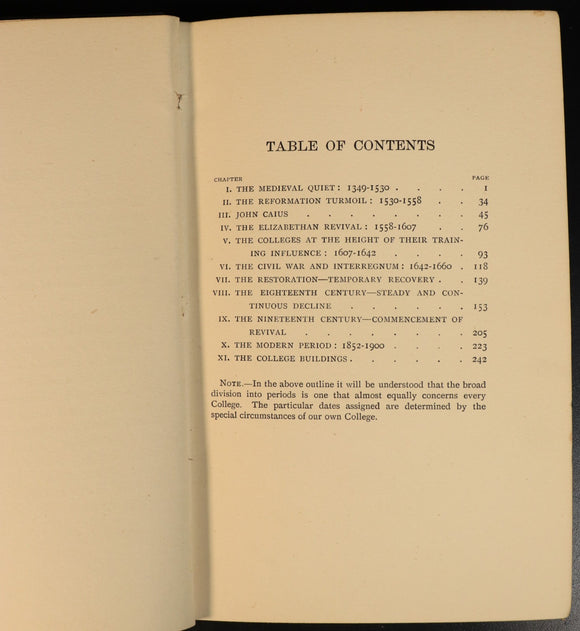 TABLE OF CONTENTS
CHAPTER PAGE
I. THE MEDIEVAL QUIET: 1349-1530 . . . . 1
II. THE REFORMATION TURMOIL: 1530-1558 . . 34
III. JOHN CAIUS . . . . . . . . 45
IV. THE ELIZABETHAN REVIVAL: 1558-1607 . . 76
V. THE COLLEGES AT THE HEIGHT OF THEIR TRAIN-
ING INFLUENCE: 1607-1642 . . . . 93
VI. THE CIVIL WAR AND INTERREGNUM: 1642-1660 . 118
VII. THE RESTORATION—TEMPORARY RECOVERY . . 139
VIII. THE EIGHTEENTH CENTURY—STEADY AND CON-
TINUOUS DECLINE . . . . . . 153
IX. THE NINETEENTH CENTURY—COMMENCEMENT OF
REVIVAL . . . . . . . . 205
X. THE MODERN PERIOD: 1852-1900 . . . . 223
XI. THE COLLEGE BUILDINGS . . . . . . 242
NOTE.—In the above outline it will be understood that the broad
division into periods is one that almost equally concerns every
College. The particular dates assigned are determined by the
special circumstances of our own College.